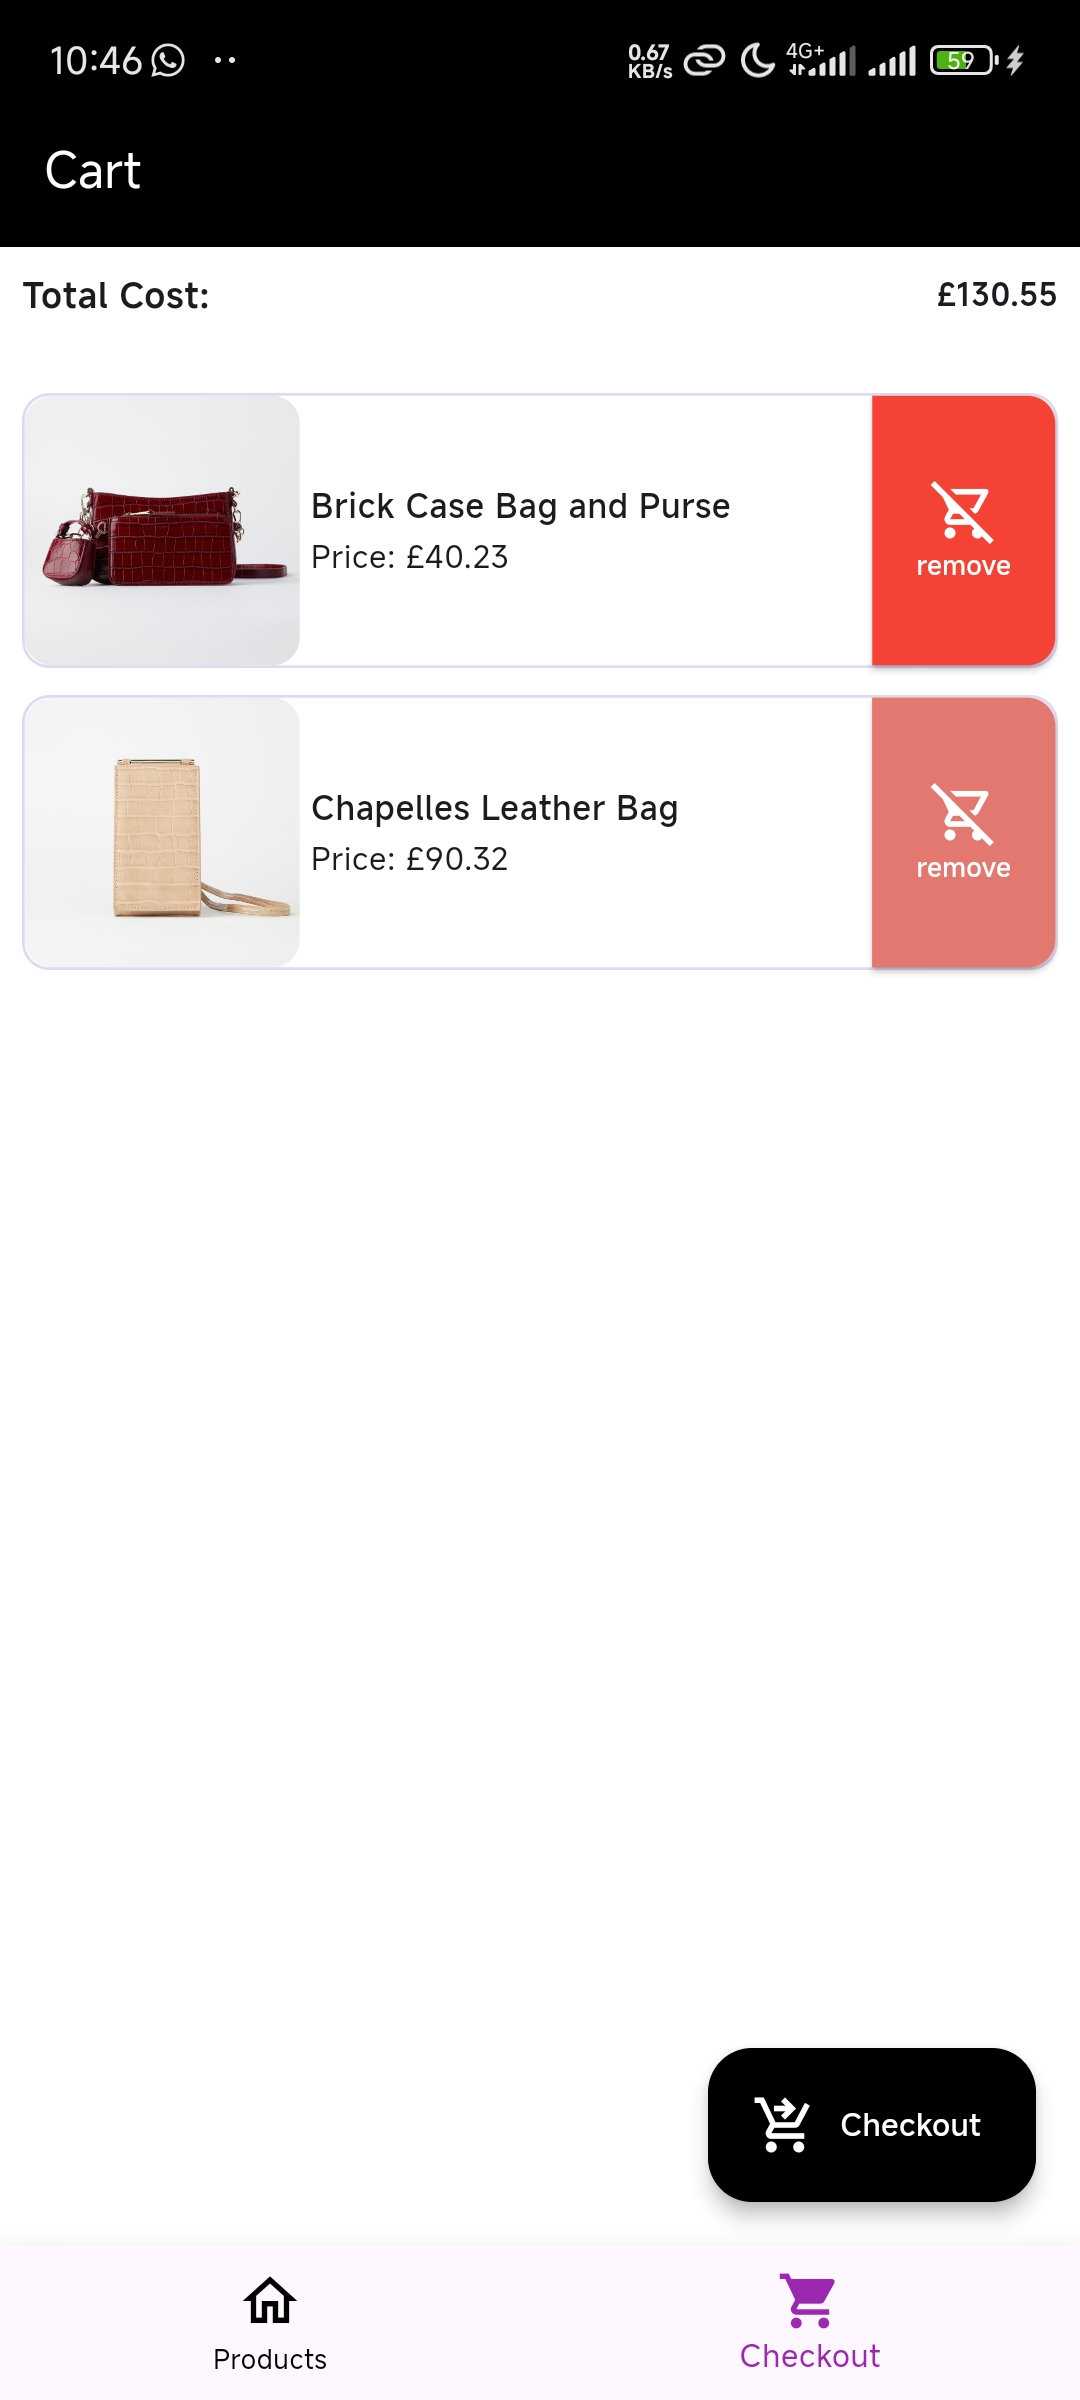 10:46
0.67
KB/s
4G+
59
Cart
Total Cost:
£130.55
Brick Case Bag and Purse
Price: £40.23
remove
Chapelles Leather Bag
Price: £90.32
remove
Checkout
Products
Checkout